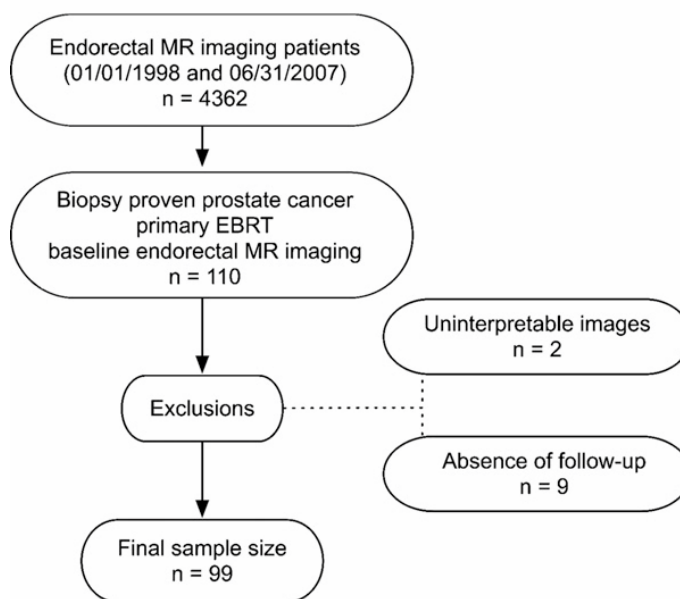 Endorectal MR imaging patients
(01/01/1998 and 06/31/2007)
n = 4362
Biopsy proven prostate cancer
primary EBRT
baseline endorectal MR imaging
n = 110
Uninterpretable images
n = 2
Exclusions
Absence of follow-up
n = 9
Final sample size
n = 99